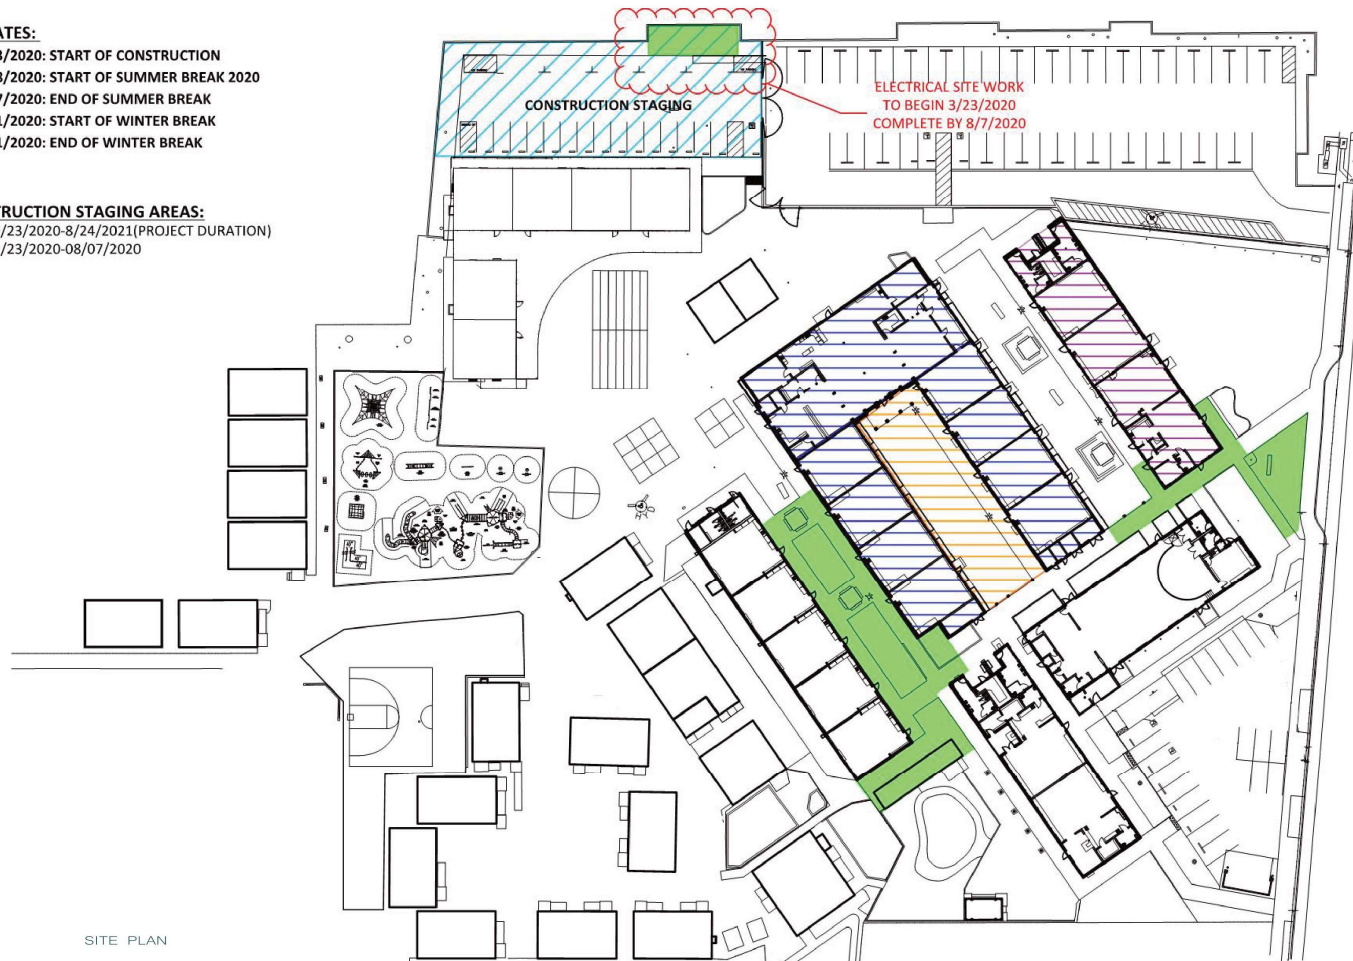 ATES:
3/2020: START OF CONSTRUCTION
3/2020: START OF SUMMER BREAK 2020
7/2020: END OF SUMMER BREAK
1/2020: START OF WINTER BREAK
1/2020: END OF WINTER BREAK
TRUCTION STAGING AREAS:
/23/2020-8/24/2021(PROJECT DURATION)
/23/2020-08/07/2020
CONSTRUCTION STAGING
ELECTRICAL SITE WORK
TO BEGIN 3/23/2020
COMPLETE BY 8/7/2020
SITE PLAN